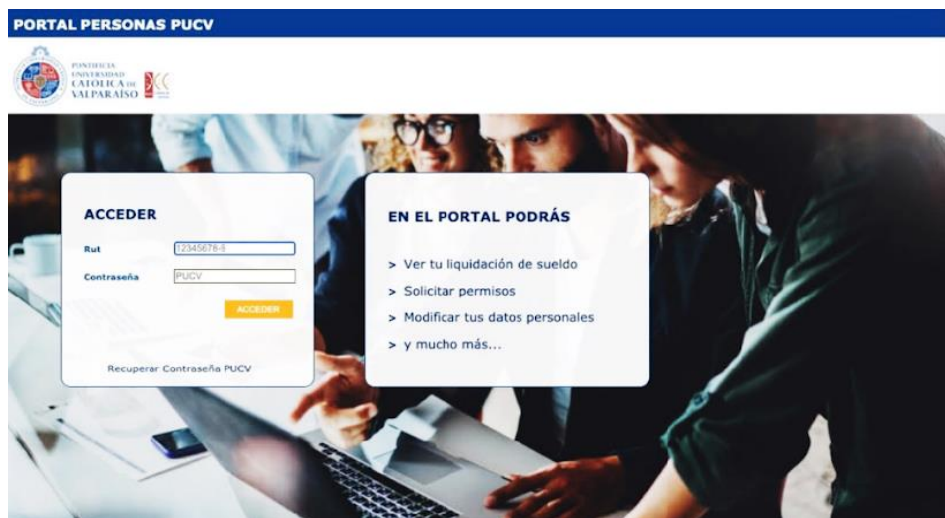 PORTAL PERSONAS PUCV
PONTIFICIA
UNIVERSIDAD
CATÓLICA DE
VALPARAÍSO
ACCEDER
Rut
12345678-9
Contraseña
PUCV
ACCEDER
Recuperar Contraseña PUCV
EN EL PORTAL PODRÁS
> Ver tu liquidación de sueldo
> Solicitar permisos
> Modificar tus datos personales
> y mucho más...